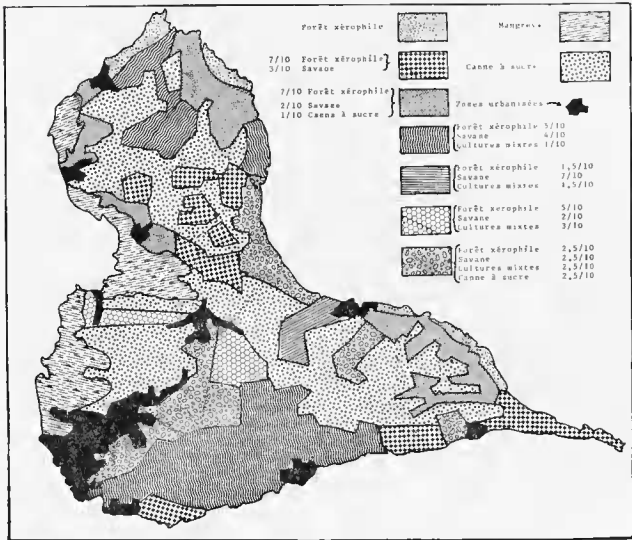 Forêt xérophile
Mangrove
7/10 Forêt xérophile
3/10 Savane
Canne à sucre
7/10 Forêt xérophile
2/10 Savane
1/10 Canne à sucre
Zones urbanisées
Forêt xérophile 5/10
Savane 4/10
Cultures mixtes 1/10
Forêt xérophile 1,5/10
Savane 7/10
Cultures mixtes 1,5/10
Forêt xérophile 5/10
Savane 2/10
Cultures mixtes 3/10
Forêt xérophile 2,5/10
Savane 2,5/10
Cultures mixtes 2,5/10
Canne à sucre 2,5/10